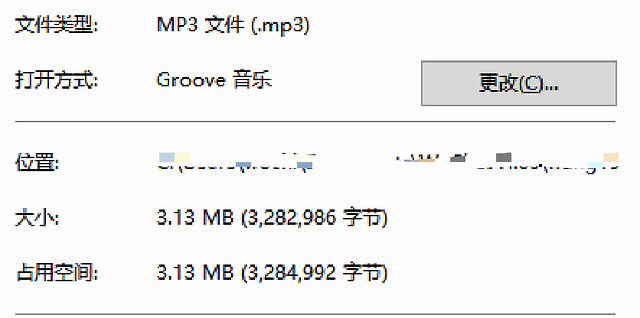 文件类型: MP3 文件 (.mp3)
打开方式: Groove 音乐 更改(C)...
位置:
大小: 3.13 MB (3,282,986 字节)
占用空间: 3.13 MB (3,284,992 字节)